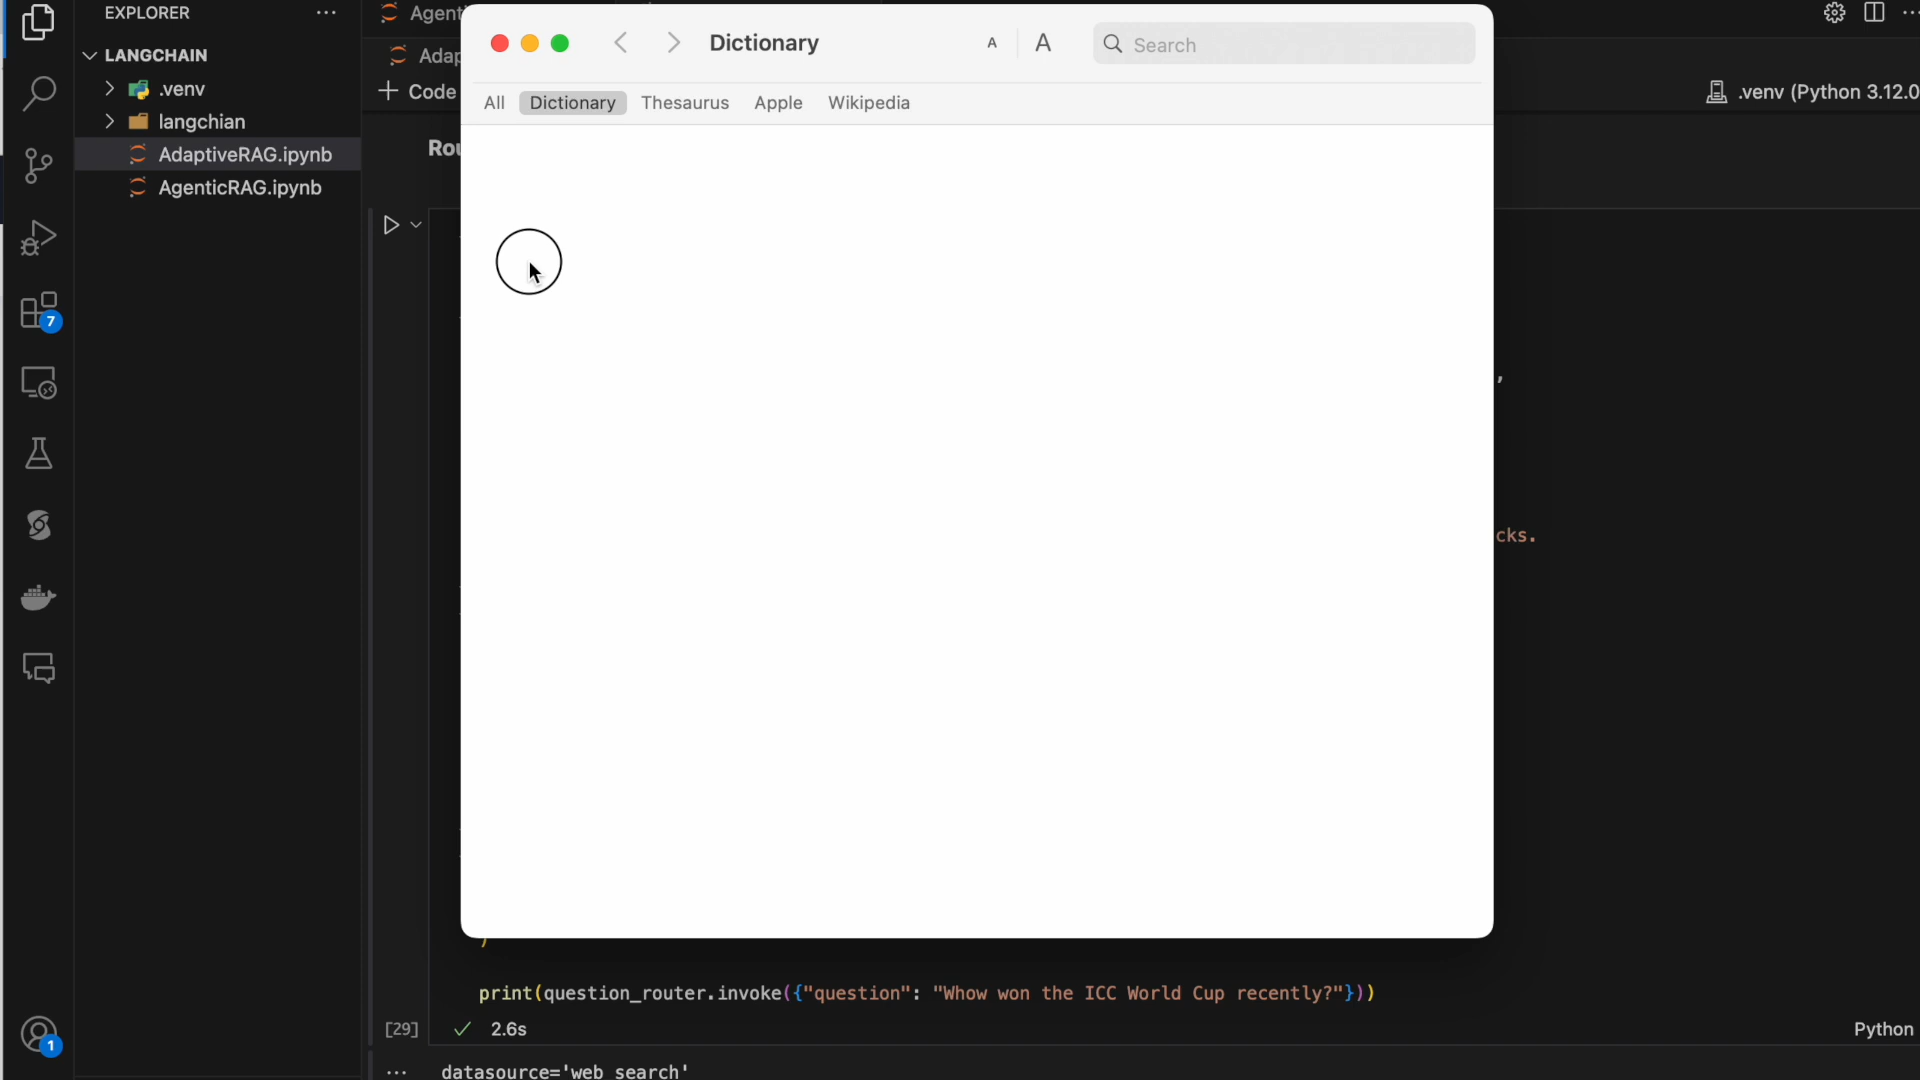 EXPLORER
LANGCHAIN
.venv
langchian
AdaptiveRAG.ipynb
AgenticRAG.ipynb
7
1
Agenti
Adap
Code
Rou
Dictionary
A
A
Search
All
Dictionary
Thesaurus
Apple
Wikipedia
.venv (Python 3.12.0
,
cks.
)
print(question_router.invoke({"question": "Whow won the ICC World Cup recently?"}))
[29]
2.6s
Python
datasource='web_search'